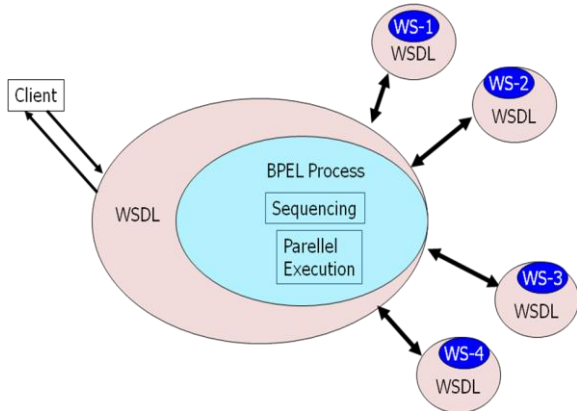 WS-1
WSDL
WS-2
WSDL
Client
BPEL Process
WSDL
Sequencing
Parellel
Execution
WS-3
WSDL
WS-4
WSDL